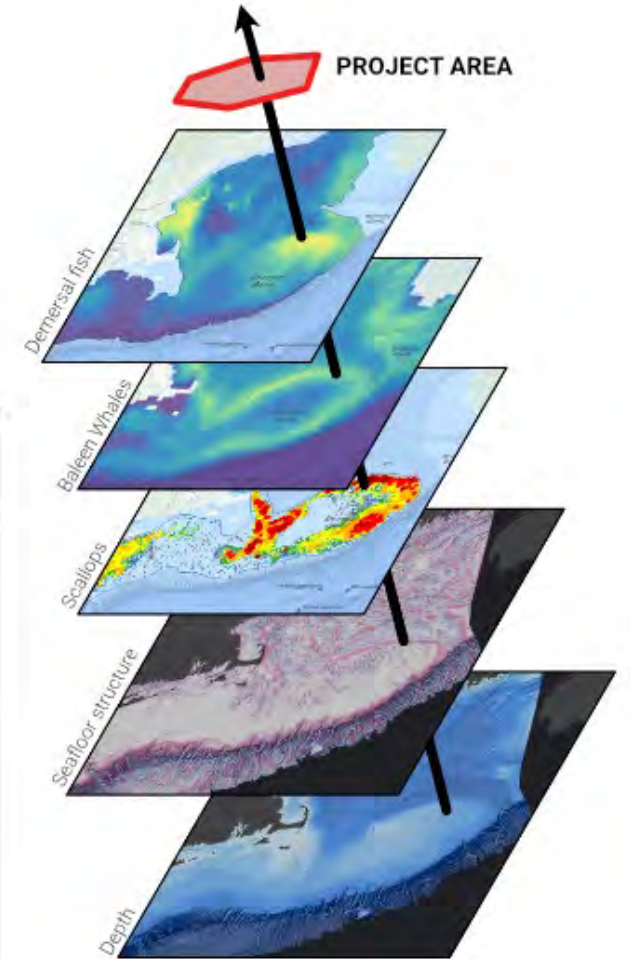 PROJECT AREA
Demersal fish
Baleen Whales
Scallops
Seafloor structure
Depth